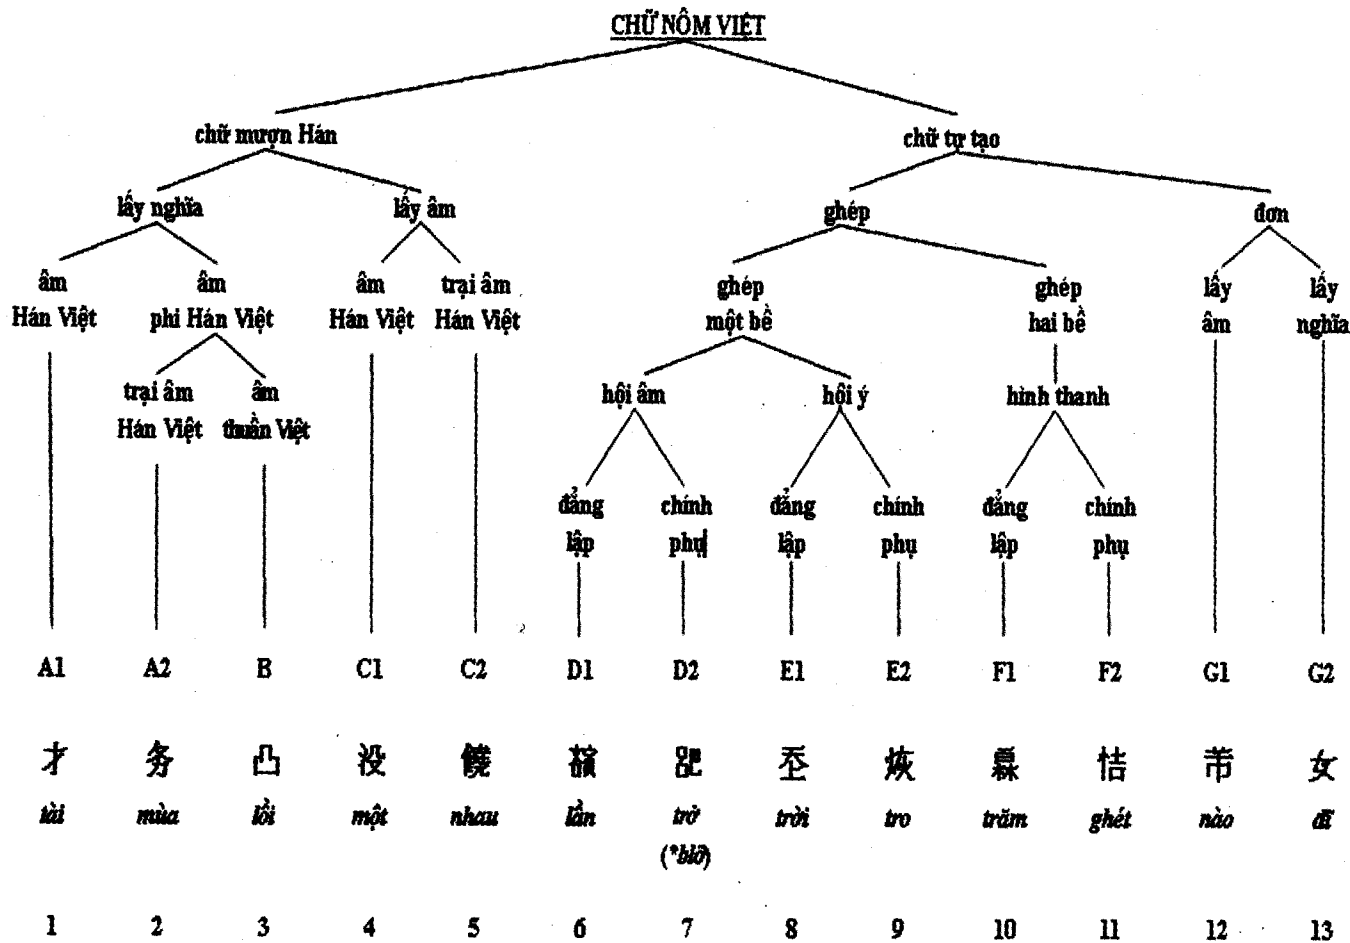 CHỮ NÔM VIỆT
chữ mượn Hán chữ tự tạo
lấy nghĩa lấy âm ghép đơn
âm âm âm trại âm ghép ghép lấy lấy
Hán Việt phi Hán Việt Hán Việt Hán Việt một bề hai bề âm nghĩa
trại âm âm hội âm hội ý hình thanh
Hán Việt thuần Việt
đẳng chính đẳng chính đẳng chính
lập phụ lập phụ lập phụ
A1 A2 B C1 C2 D1 D2 E1 E2 F1 F2 G1 G2
才 务 凸 没 饒 女
tài mùa lồi một nhau lần trở trời tro trăm ghét nào đĩ
(*blở)
1 2 3 4 5 6 7 8 9 10 11 12 13